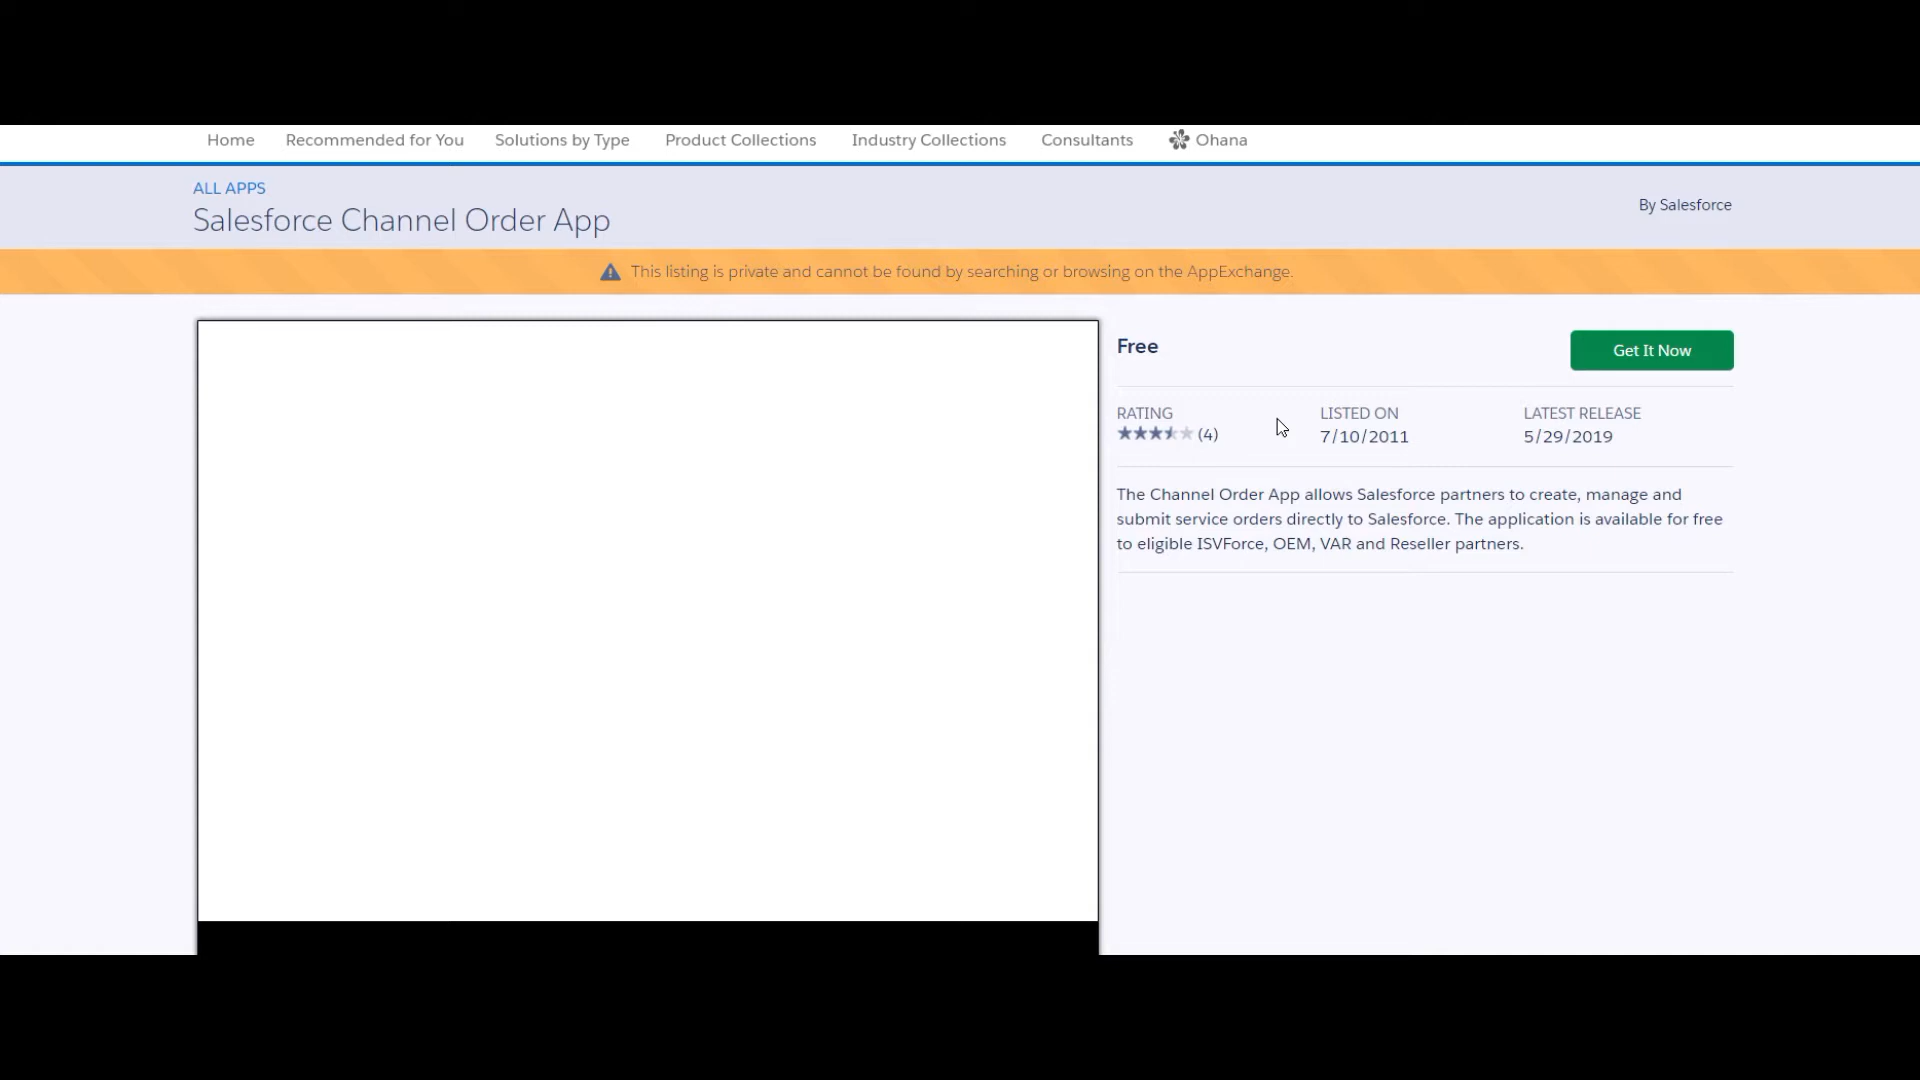 Home Recommended for You Solutions by Type Product Collections Industry Collections Consultants Ohana
ALL APPS
Salesforce Channel Order App
By Salesforce
This listing is private and cannot be found by searching or browsing on the AppExchange.
Free
Get It Now
RATING LISTED ON LATEST RELEASE
(4) 7/10/2011 5/29/2019
The Channel Order App allows Salesforce partners to create, manage and
submit service orders directly to Salesforce. The application is available for free
to eligible ISVForce, OEM, VAR and Reseller partners.